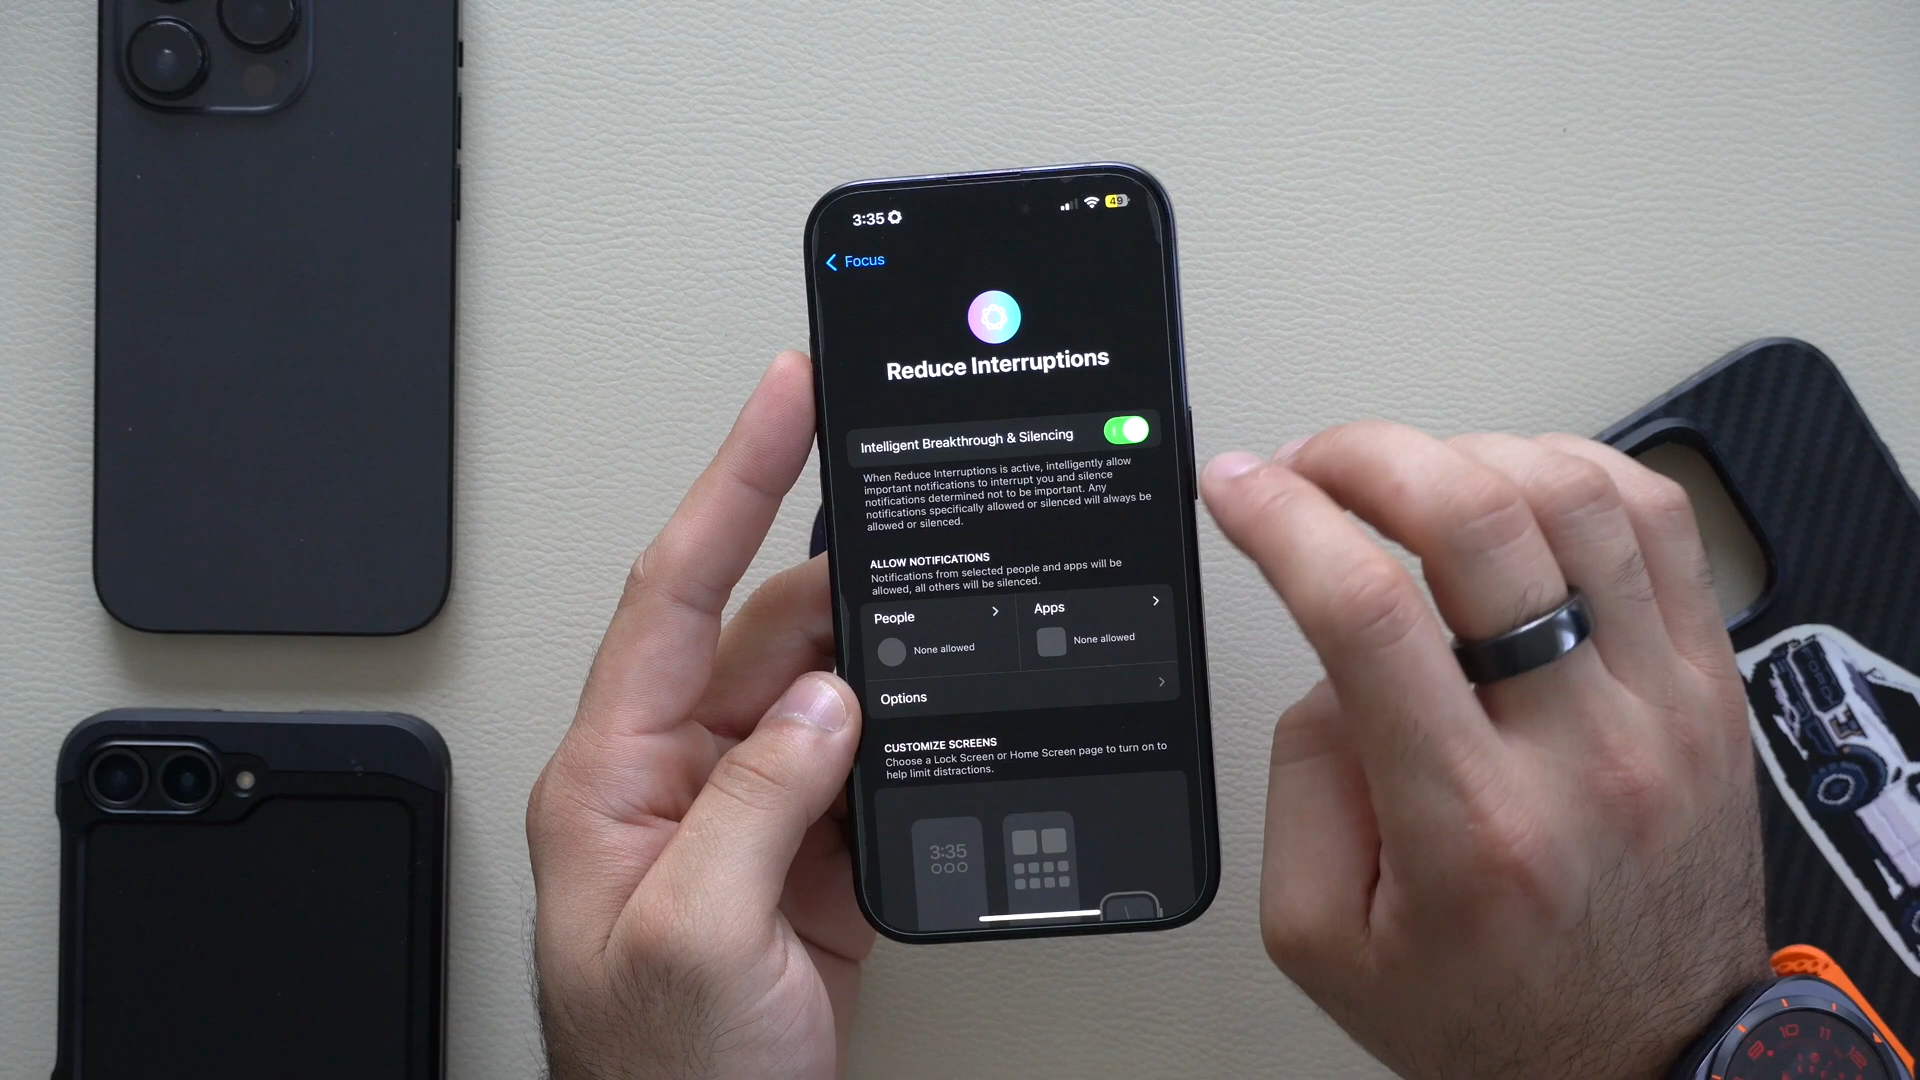 3:35
49
Focus
Reduce Interruptions
Intelligent Breakthrough & Silencing
When Reduce Interruptions is active, intelligently allow
important notifications to interrupt you and silence
notifications determined not to be important. Any
notifications specifically allowed or silenced will always be
allowed or silenced.
ALLOW NOTIFICATIONS
Notifications from selected people and apps will be
allowed, all others will be silenced.
People
Apps
None allowed
None allowed
Options
CUSTOMIZE SCREENS
Choose a Lock Screen or Home Screen page to turn on to
help limit distractions.
3:35
9
10
11
12